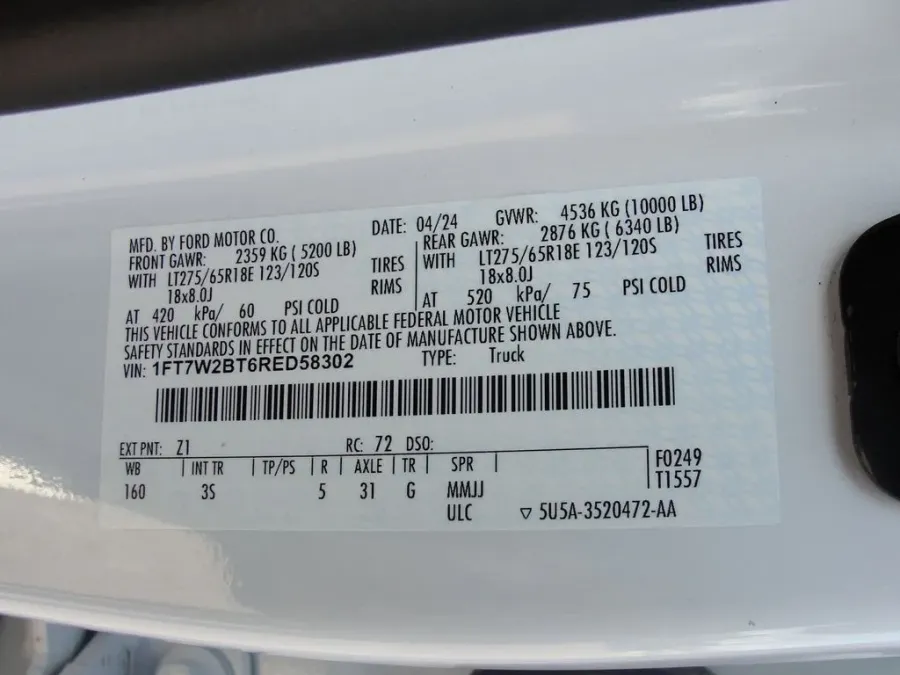 MFD. BY FORD MOTOR CO. DATE: 04/24 GVWR: 4536 KG (10000 LB)
FRONT GAWR: 2359 KG ( 5200 LB)
WITH LT275/65R18E 123/120S TIRES
18x8.0J RIMS
AT 420 kPa/ 60 PSI COLD
REAR GAWR: 2876 KG ( 6340 LB)
WITH LT275/65R18E 123/120S TIRES
18x8.0J RIMS
AT 520 kPa/ 75 PSI COLD
THIS VEHICLE CONFORMS TO ALL APPLICABLE FEDERAL MOTOR VEHICLE
SAFETY STANDARDS IN EFFECT ON THE DATE OF MANUFACTURE SHOWN ABOVE.
VIN: 1FT7W2BT6RED58302 TYPE: Truck
EXT PNT: Z1 RC: 72 DSO:
WB INT TR TP/PS R AXLE TR SPR F0249
160 3S 5 31 G MMJJ T1557
ULC ▽ 5U5A-3520472-AA